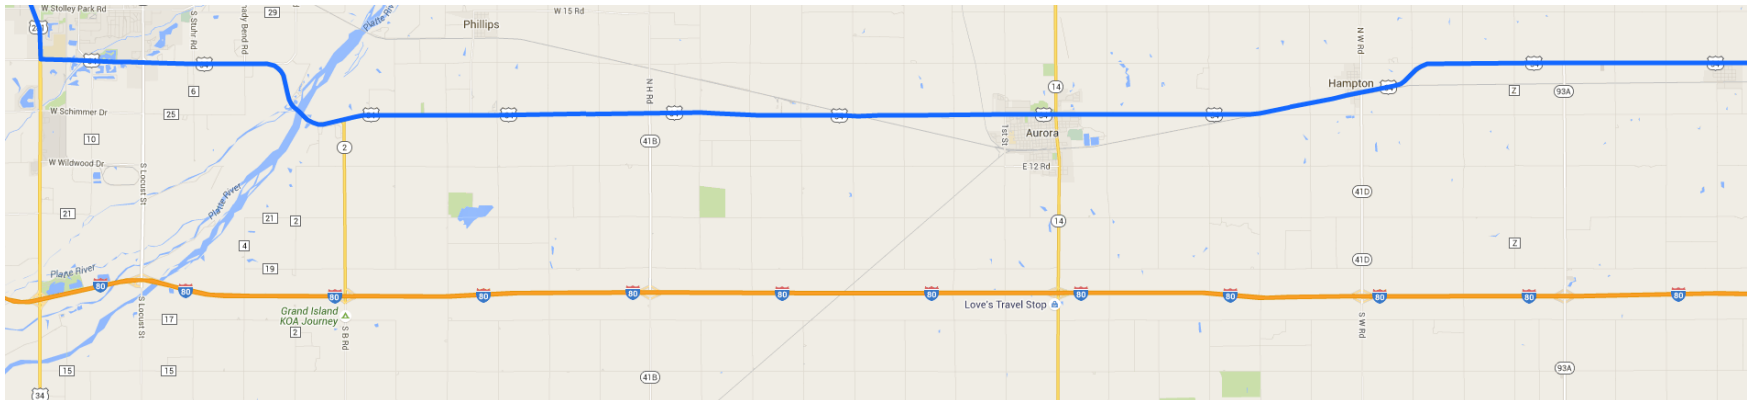 W Stolley Park Rd
S Stuhr Rd
29
Platte River
Phillips
W 15 Rd
14
N W Rd
Hampton
Z
93A
6
W Schimmer Dr
25
N H Rd
10
41B
1st St
Aurora
2
E 12 Rd
W Wildwood Dr
S Locust St
41D
Platte River
21
21
2
14
4
Z
41D
19
Platte River
80
80
80
80
80
80
80
80
80
80
80
80
Love's Travel Stop
Grand Island
KOA Journey
S Locust St
17
2
S B Rd
S W Rd
15
15
41B
93A
34